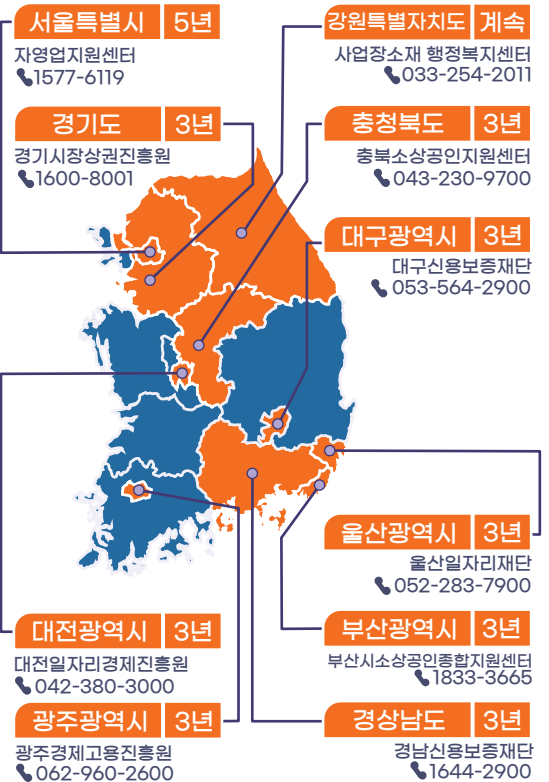 서울특별시 5년
자영업지원센터
1577-6119
강원특별자치도 계속
사업장소재 행정복지센터
033-254-2011
경기도 3년
경기시장상권진흥원
1600-8001
충청북도 3년
충북소상공인지원센터
043-230-9700
대구광역시 3년
대구신용보증재단
053-564-2900
울산광역시 3년
울산일자리재단
052-283-7900
대전광역시 3년
대전일자리경제진흥원
042-380-3000
부산광역시 3년
부산시소상공인종합지원센터
1833-3665
광주광역시 3년
광주경제고용진흥원
062-960-2600
경상남도 3년
경남신용보증재단
1644-2900